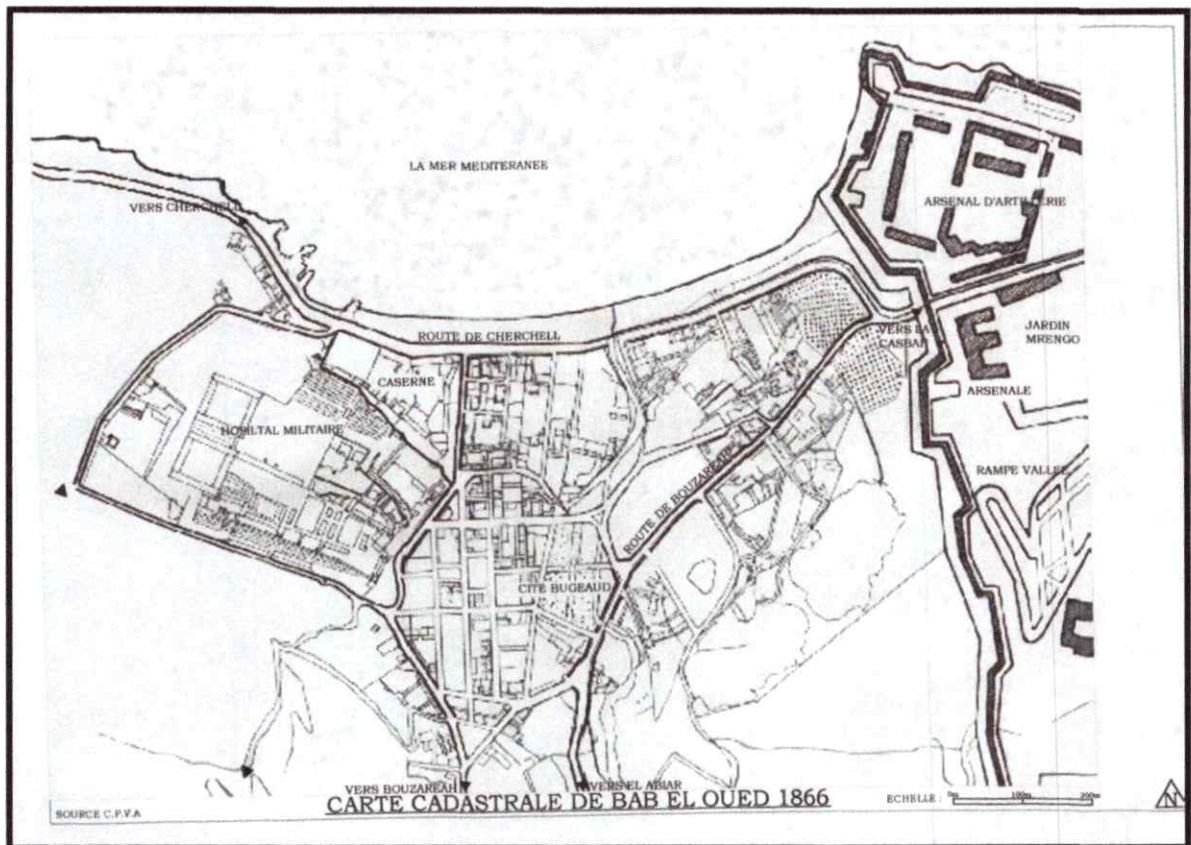 LA MER MEDITERANEE
VERS CHERCHELL
ARSENAL D'ARTILLERIE
ROUTE DE CHERCHELL
VERS LA
CASBAH
JARDIN
MRENGO
CASERNE
ARSENALE
HOSILTAL MILITAIRE
RAMPE VALLEE
ROUTE DE BOUZAREAH
CITE BUGEAUD
VERS BOUZAREAH
VERS EL ABIAR
CARTE CADASTRALE DE BAB EL OUED 1866
ECHELLE : 0m 100m 200m
N
SOURCE C.P.V.A